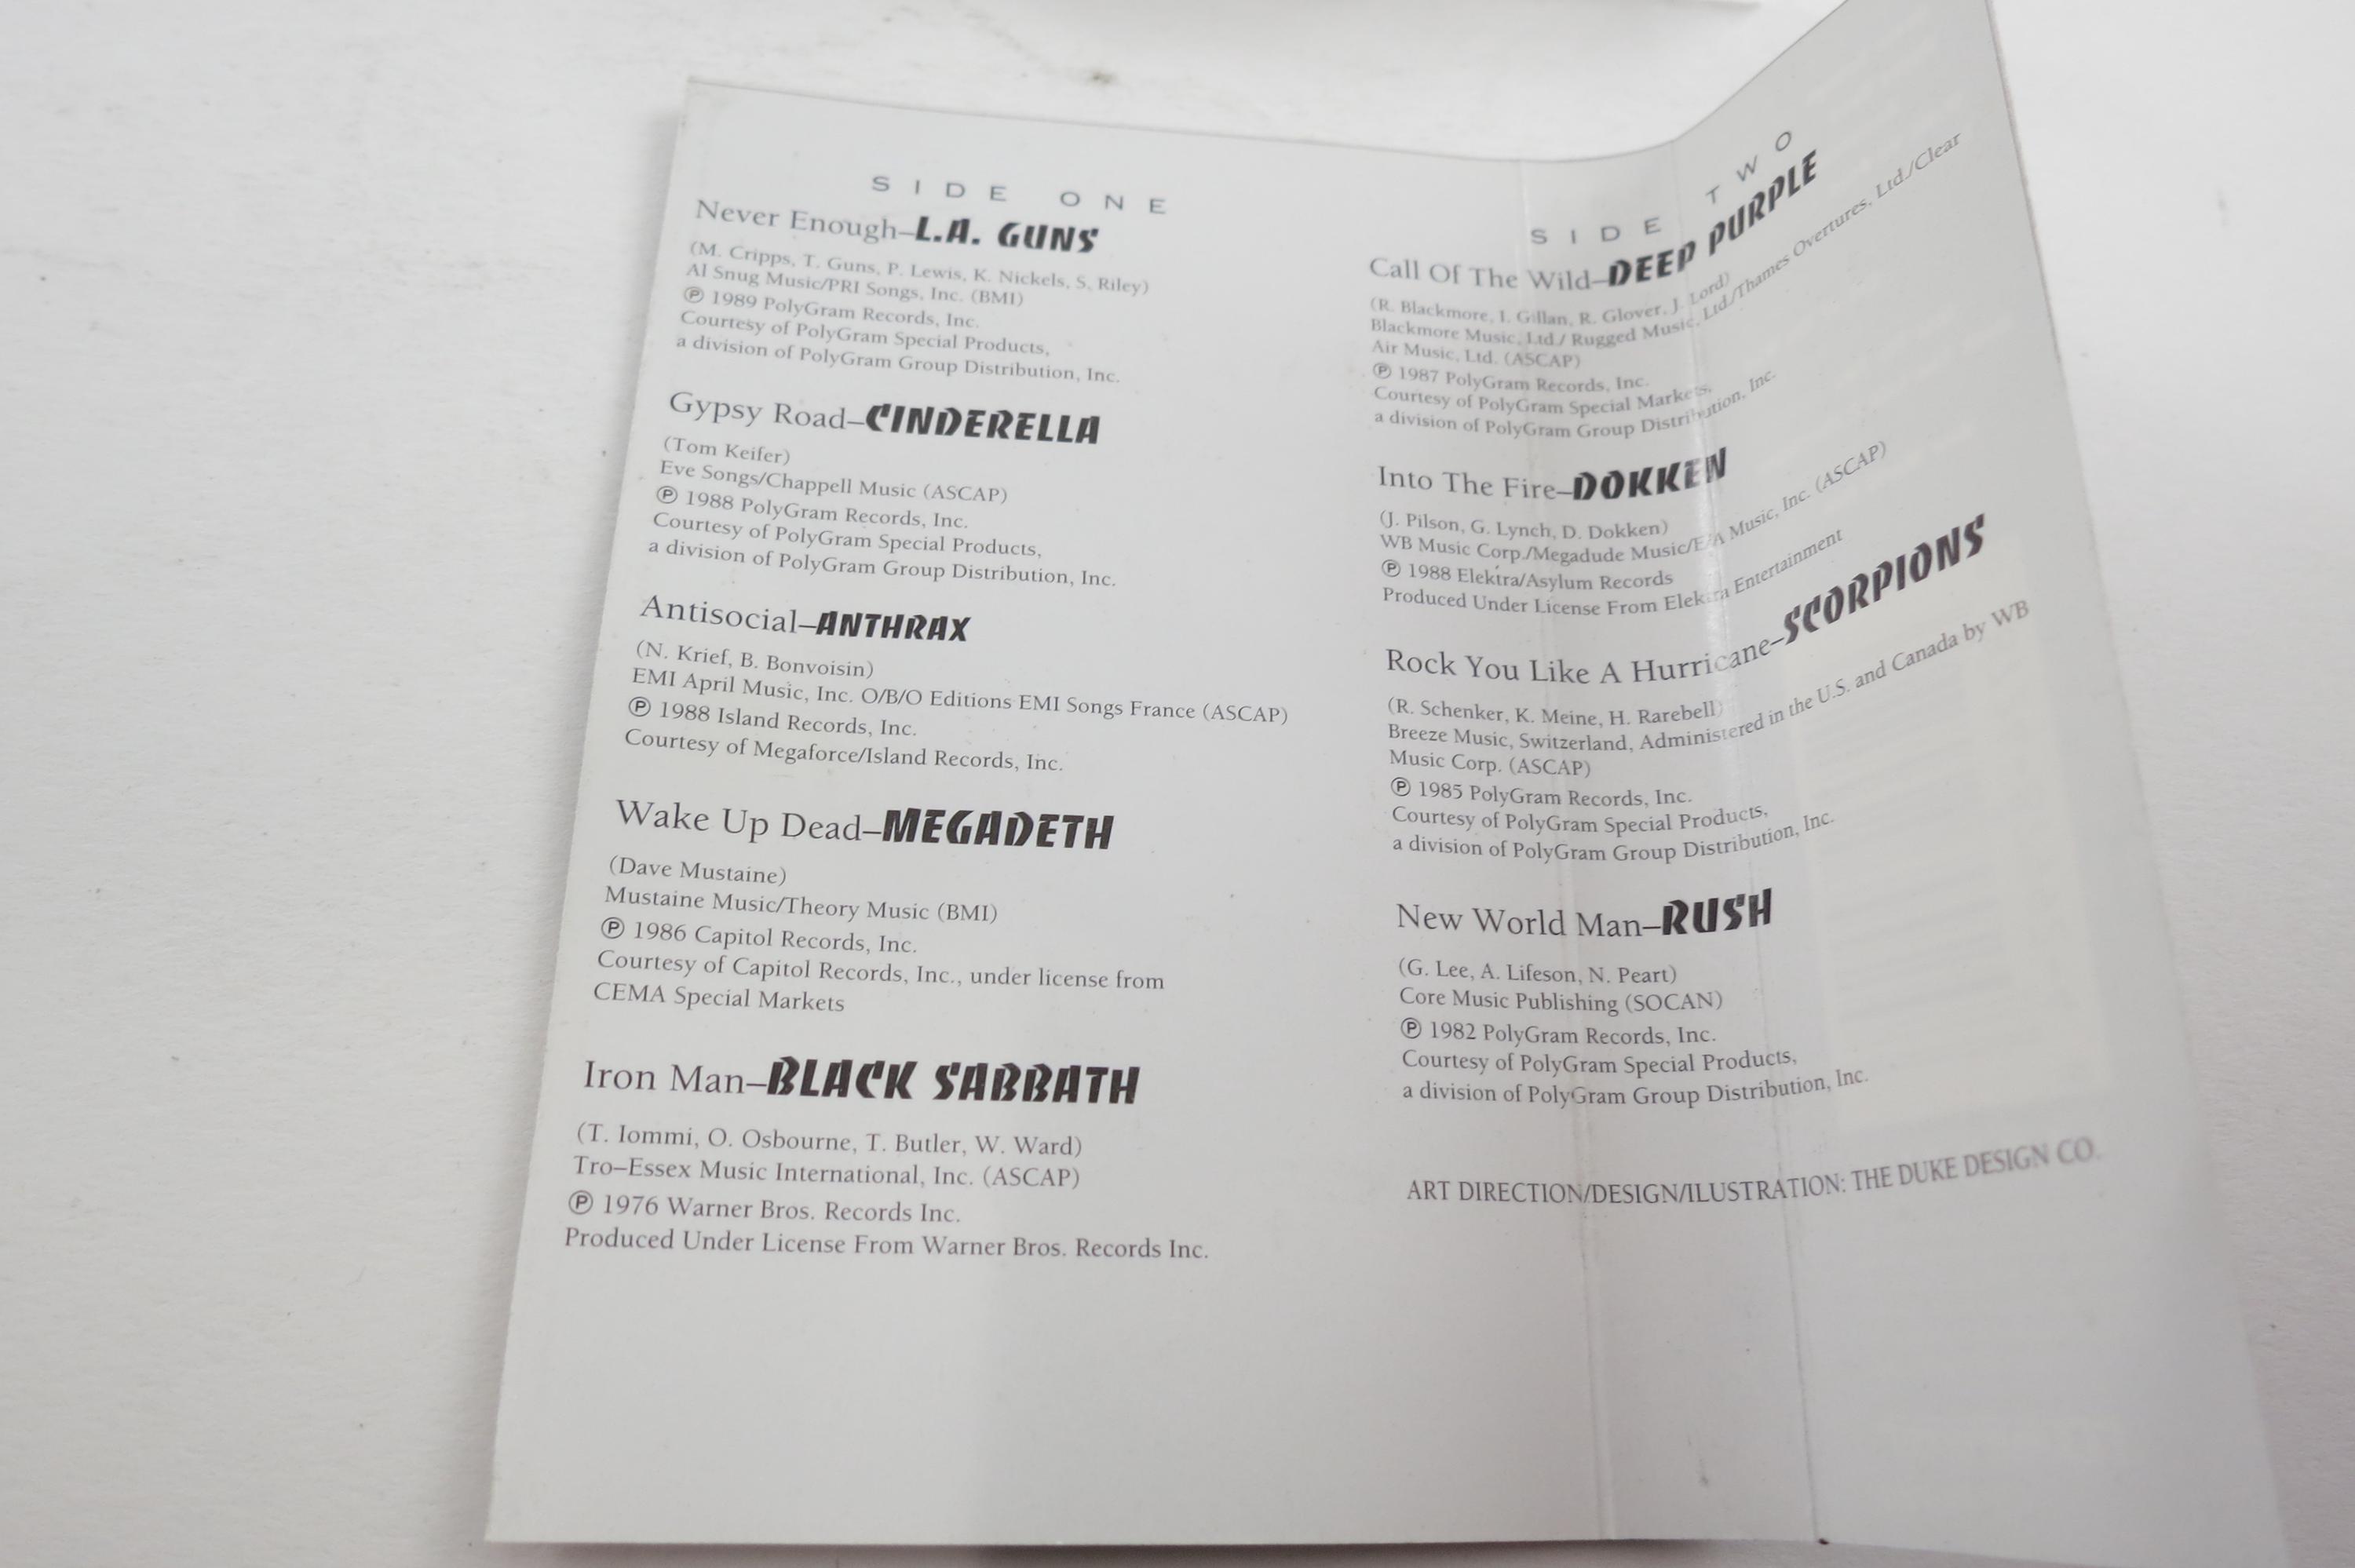 SIDE ONE
Never Enough–L.A. GUNS
(M. Cripps, T. Guns, P. Lewis, K. Nickels, S. Riley)
Al Snug Music/PRI Songs, Inc. (BMI)
Ⓟ 1989 PolyGram Records, Inc.
Courtesy of PolyGram Special Products,
a division of PolyGram Group Distribution, Inc.
Gypsy Road–CINDERELLA
(Tom Keifer)
Eve Songs/Chappell Music (ASCAP)
Ⓟ 1988 PolyGram Records, Inc.
Courtesy of PolyGram Special Products,
a division of PolyGram Group Distribution, Inc.
Antisocial–ANTHRAX
(N. Krief, B. Bonvoisin)
EMI April Music, Inc. O/B/O Editions EMI Songs France (ASCAP)
Ⓟ 1988 Island Records, Inc.
Courtesy of Megaforce/Island Records, Inc.
Wake Up Dead–MEGADETH
(Dave Mustaine)
Mustaine Music/Theory Music (BMI)
Ⓟ 1986 Capitol Records, Inc.
Courtesy of Capitol Records, Inc., under license from
CEMA Special Markets
Iron Man–BLACK SABBATH
(T. Iommi, O. Osbourne, T. Butler, W. Ward)
Tro–Essex Music International, Inc. (ASCAP)
Ⓟ 1976 Warner Bros. Records Inc.
Produced Under License From Warner Bros. Records Inc.
SIDE TWO
Call Of The Wild–DEEP PURPLE
(R. Blackmore, I. Gillan, R. Glover, J. Lord)
Blackmore Music, Ltd./ Rugged Music, Ltd./Thames Overtures, Ltd./Clear
Air Music, Ltd. (ASCAP)
Ⓟ 1987 PolyGram Records, Inc.
Courtesy of PolyGram Special Markets,
a division of PolyGram Group Distribution, Inc.
Into The Fire–DOKKEN
(J. Pilson, G. Lynch, D. Dokken)
WB Music Corp./Megadude Music/E/A Music, Inc. (ASCAP)
Ⓟ 1988 Elektra/Asylum Records
Produced Under License From Elektra Entertainment
Rock You Like A Hurricane–SCORPIONS
(R. Schenker, K. Meine, H. Rarebell)
Breeze Music, Switzerland, Administered in the U.S. and Canada by WB
Music Corp. (ASCAP)
Ⓟ 1985 PolyGram Records, Inc.
Courtesy of PolyGram Special Products,
a division of PolyGram Group Distribution, Inc.
New World Man–RUSH
(G. Lee, A. Lifeson, N. Peart)
Core Music Publishing (SOCAN)
Ⓟ 1982 PolyGram Records, Inc.
Courtesy of PolyGram Special Products,
a division of PolyGram Group Distribution, Inc.
ART DIRECTION/DESIGN/ILUSTRATION: THE DUKE DESIGN CO.